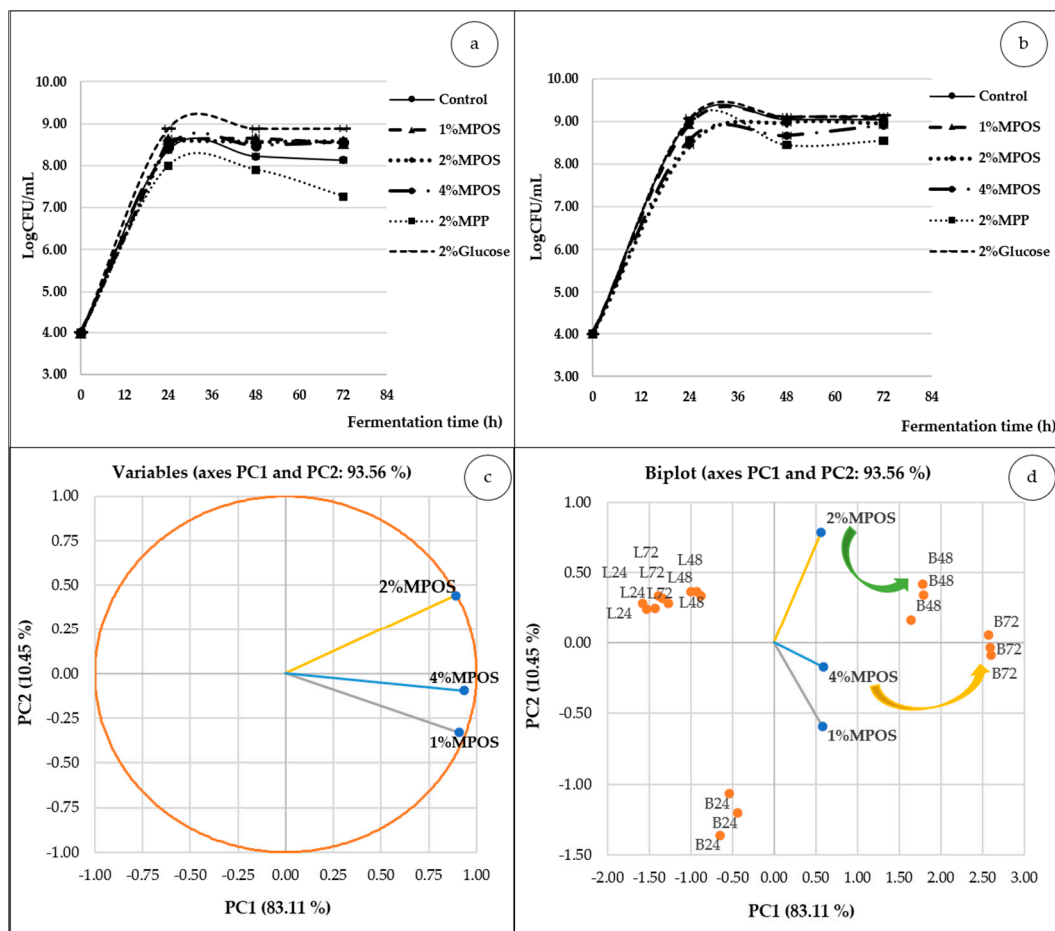 a
10.00
9.00
8.00
7.00
6.00
5.00
4.00
3.00
LogCFU/mL
0 12 24 36 48 60 72 84
Fermentation time (h)
Control
1%MPOS
2%MPOS
4%MPOS
2%MPP
2%Glucose
b
10.00
9.00
8.00
7.00
6.00
5.00
4.00
3.00
LogCFU/mL
0 12 24 36 48 60 72 84
Fermentation time (h)
Control
1%MPOS
2%MPOS
4%MPOS
2%MPP
2%Glucose
Variables (axes PC1 and PC2: 93.56 %)
c
1.00
0.75
0.50
0.25
0.00
-0.25
-0.50
-0.75
-1.00
PC2 (10.45 %)
2%MPOS
4%MPOS
1%MPOS
-1.00 -0.75 -0.50 -0.25 0.00 0.25 0.50 0.75 1.00
PC1 (83.11 %)
Biplot (axes PC1 and PC2: 93.56 %)
d
1.00
0.50
0.00
-0.50
-1.00
-1.50
PC2 (10.45 %)
2%MPOS
L72
L24 L72 L48
L48
L24 L72
L24 L48
B48
B48
B48
B72
B72
B72
4%MPOS
1%MPOS
B24
B24
B24
-2.00 -1.50 -1.00 -0.50 0.00 0.50 1.00 1.50 2.00 2.50 3.00
PC1 (83.11 %)